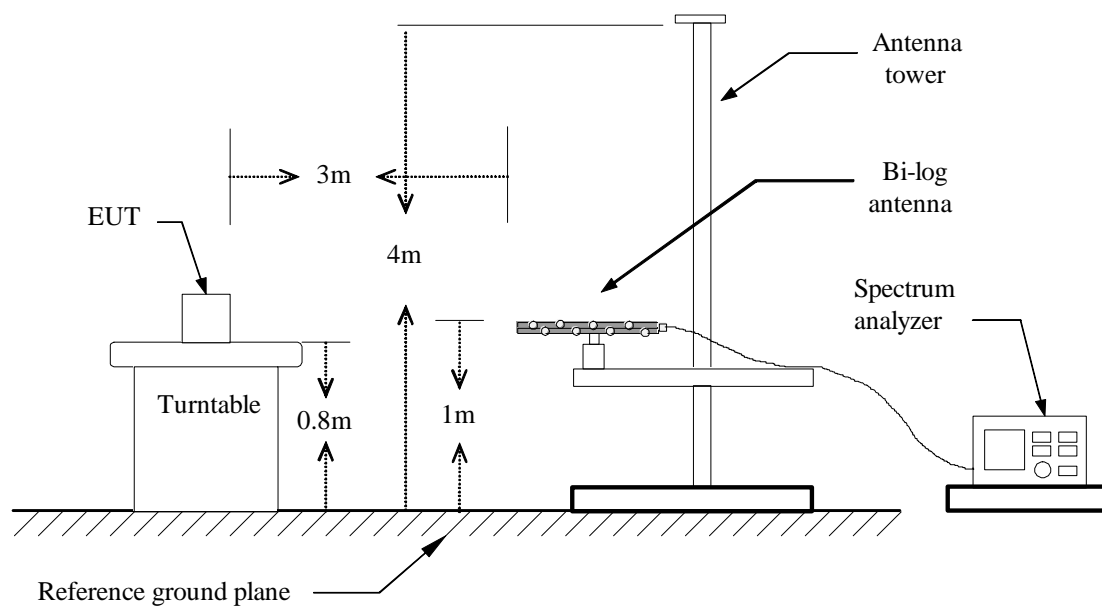 Antenna
tower
3m
Bi-log
antenna
EUT
4m
Spectrum
analyzer
Turntable
0.8m
1m
Reference ground plane